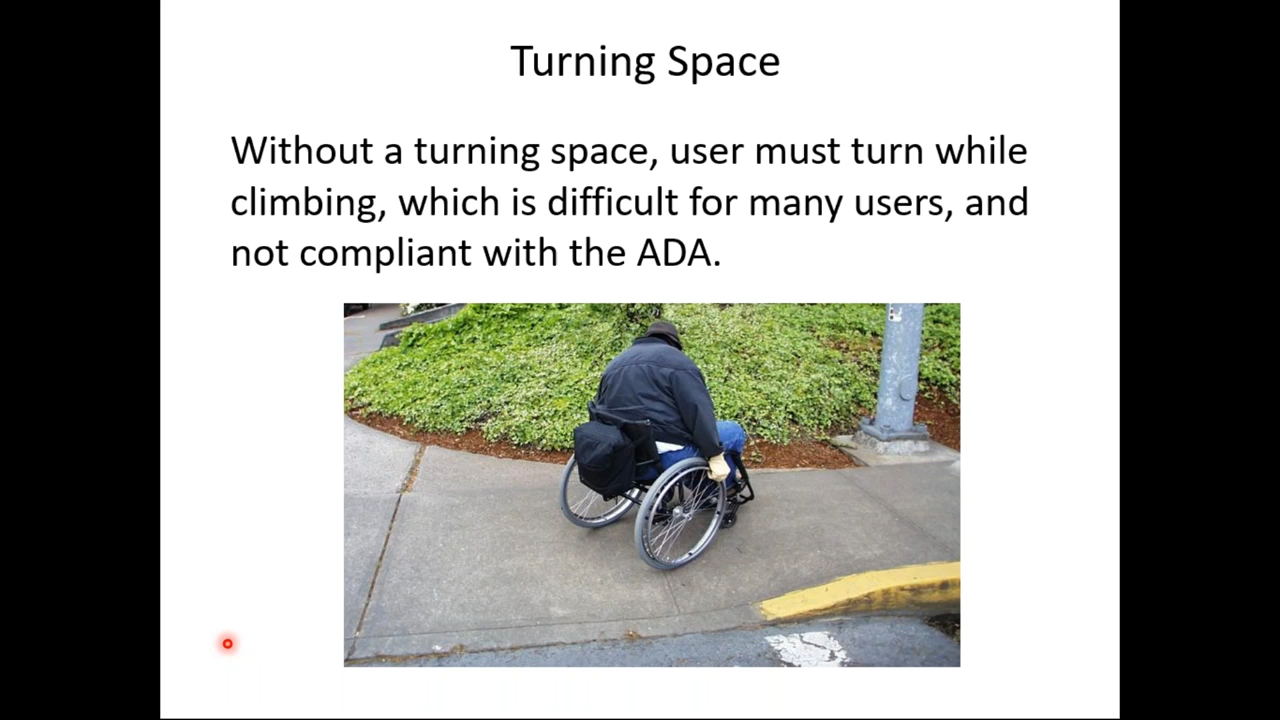 Turning Space
Without a turning space, user must turn while
climbing, which is difficult for many users, and
not compliant with the ADA.